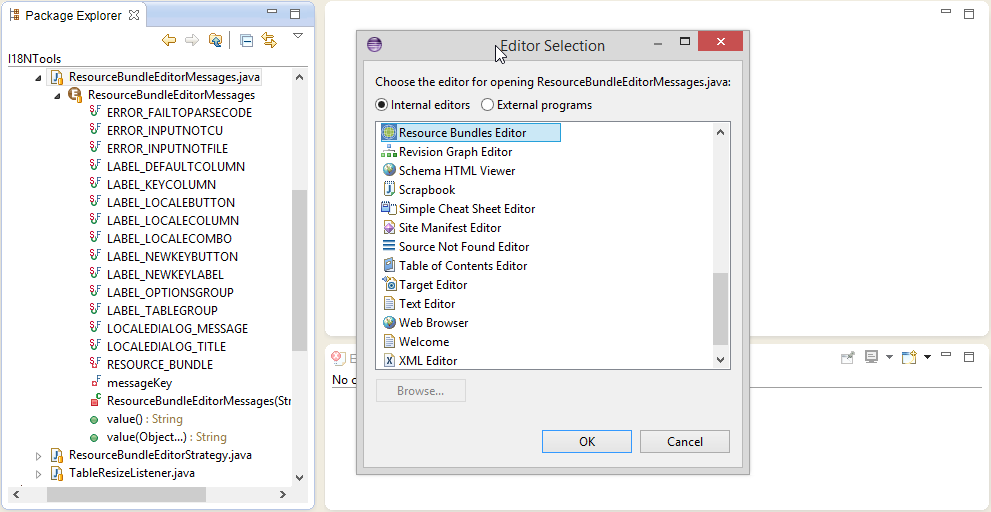 Package Explorer
I18NTools
ResourceBundleEditorMessages.java
ResourceBundleEditorMessages
ERROR_FAILTOPARSECODE
ERROR_INPUTNOTCU
ERROR_INPUTNOTFILE
LABEL_DEFAULTCOLUMN
LABEL_KEYCOLUMN
LABEL_LOCALEBUTTON
LABEL_LOCALECOLUMN
LABEL_LOCALECOMBO
LABEL_NEWKEYBUTTON
LABEL_NEWKEYLABEL
LABEL_OPTIONSGROUP
LABEL_TABLEGROUP
LOCALEDIALOG_MESSAGE
LOCALEDIALOG_TITLE
RESOURCE_BUNDLE
messageKey
ResourceBundleEditorMessages(Str
value() : String
value(Object...) : String
ResourceBundleEditorStrategy.java
TableResizeListener.java
Editor Selection
Choose the editor for opening ResourceBundleEditorMessages.java:
Internal editors External programs
Resource Bundles Editor
Revision Graph Editor
Schema HTML Viewer
Scrapbook
Simple Cheat Sheet Editor
Site Manifest Editor
Source Not Found Editor
Table of Contents Editor
Target Editor
Text Editor
Web Browser
Welcome
XML Editor
Browse...
OK Cancel
No c